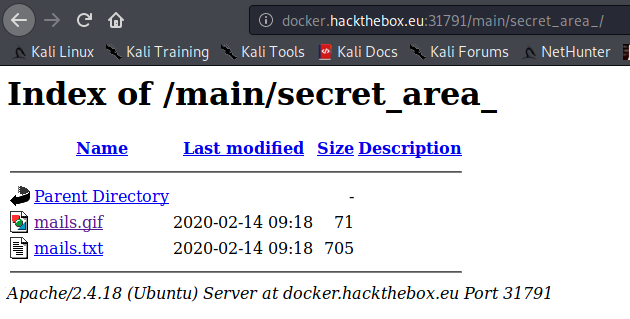 docker.hackthebox.eu:31791/main/secret_area_/
Kali Linux Kali Training Kali Tools Kali Docs Kali Forums NetHunter
Index of /main/secret_area_
Name Last modified Size Description
Parent Directory -
mails.gif 2020-02-14 09:18 71
mails.txt 2020-02-14 09:18 705
Apache/2.4.18 (Ubuntu) Server at docker.hackthebox.eu Port 31791